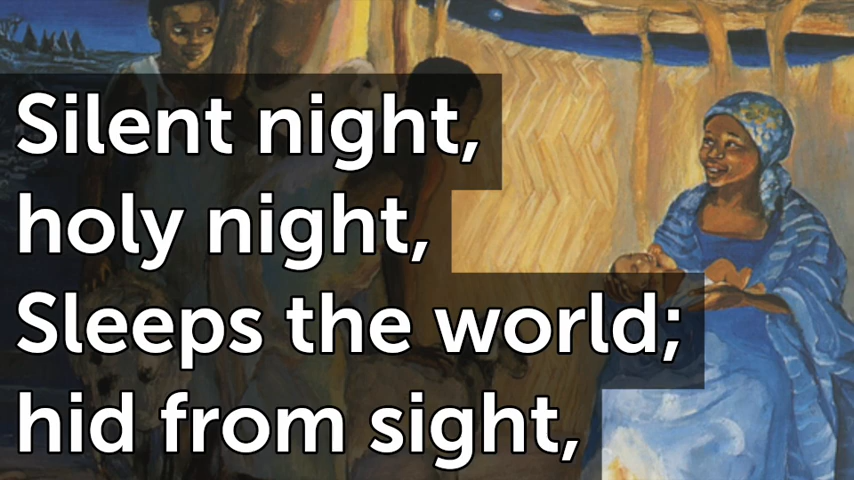 Silent night,
holy night,
Sleeps the world;
hid from sight,